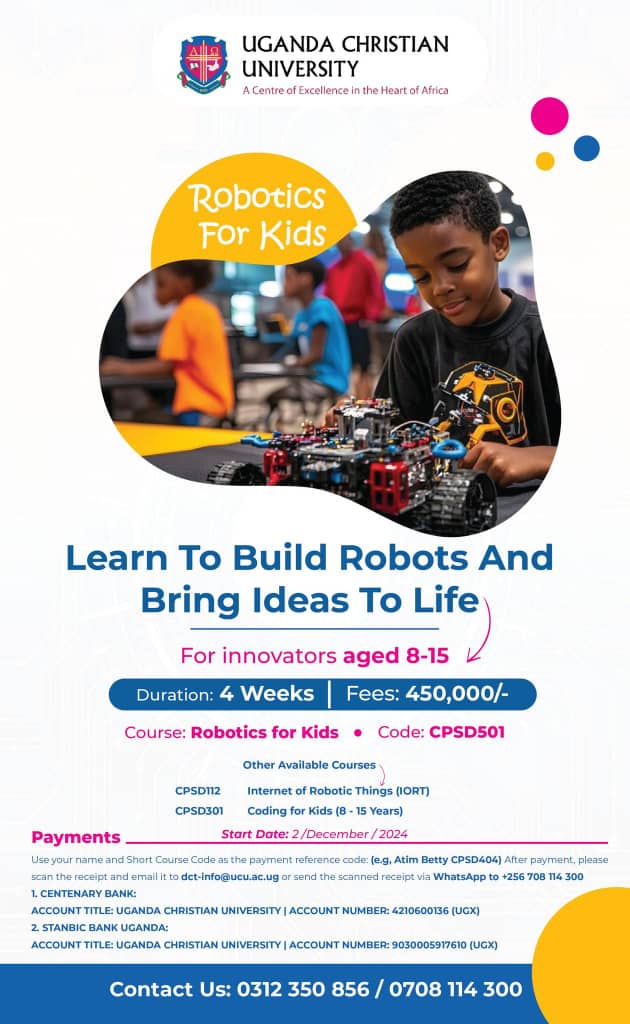 UGANDA CHRISTIAN
UNIVERSITY
A Centre of Excellence in the Heart of Africa
Robotics
For Kids
Learn To Build Robots And
Bring Ideas To Life
For innovators aged 8-15
Duration: 4 Weeks | Fees: 450,000/-
Course: Robotics for Kids • Code: CPSD501
Other Available Courses
CPSD112 Internet of Robotic Things (IORT)
CPSD301 Coding for Kids (8 - 15 Years)
Start Date: 2 /December / 2024
Payments
Use your name and Short Course Code as the payment reference code: (e.g, Atim Betty CPSD404) After payment, please
scan the receipt and email it to dct-info@ucu.ac.ug or send the scanned receipt via WhatsApp to +256 708 114 300
1. CENTENARY BANK:
ACCOUNT TITLE: UGANDA CHRISTIAN UNIVERSITY | ACCOUNT NUMBER: 4210600136 (UGX)
2. STANBIC BANK UGANDA:
ACCOUNT TITLE: UGANDA CHRISTIAN UNIVERSITY | ACCOUNT NUMBER: 9030005917610 (UGX)
Contact Us: 0312 350 856 / 0708 114 300